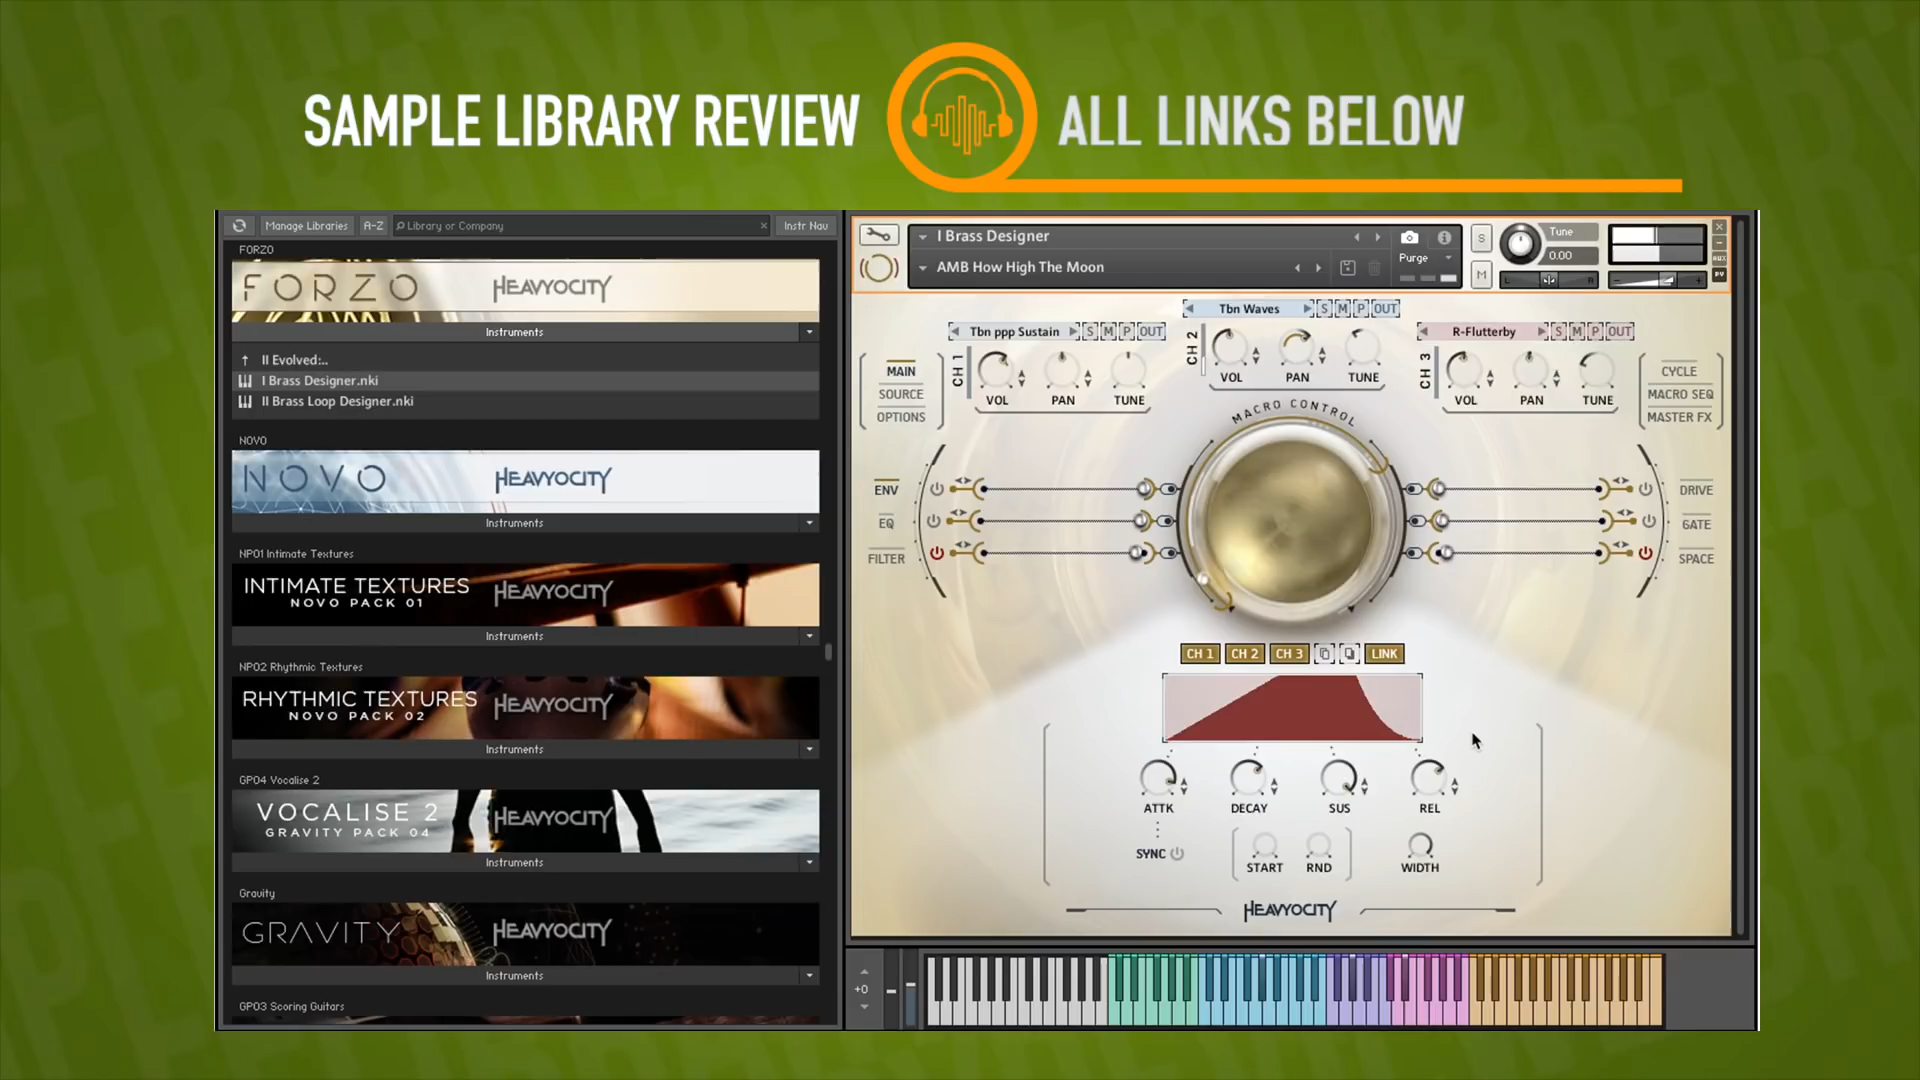 SAMPLE LIBRARY REVIEW
ALL LINKS BELOW
Manage Libraries
A-Z
Library or Company
Instr Nav
FORZO
FORZO
HEAVYOCITY
Instruments
II Evolved:..
I Brass Designer.nki
II Brass Loop Designer.nki
NOVO
NOVO
HEAVYOCITY
Instruments
NP01 Intimate Textures
INTIMATE TEXTURES
NOVO PACK 01
HEAVYOCITY
Instruments
NP02 Rhythmic Textures
RHYTHMIC TEXTURES
NOVO PACK 02
HEAVYOCITY
Instruments
GP04 Vocalise 2
VOCALISE 2
GRAVITY PACK 04
HEAVYOCITY
Instruments
Gravity
GRAVITY
HEAVYOCITY
Instruments
GP03 Scoring Guitars
I Brass Designer
AMB How High The Moon
Purge
S
M
Tune
0.00
L
R
AUX
PV
Tbn ppp Sustain
S M P OUT
CH 1
VOL PAN TUNE
Tbn Waves
S M P OUT
CH 2
VOL PAN TUNE
R-Flutterby
S M P OUT
CH 3
VOL PAN TUNE
MAIN
SOURCE
OPTIONS
CYCLE
MACRO SEQ
MASTER FX
MACRO CONTROL
ENV
EQ
FILTER
DRIVE
GATE
SPACE
CH 1 CH 2 CH 3 LINK
ATTK DECAY SUS REL
SYNC START RND WIDTH
HEAVYOCITY
+0